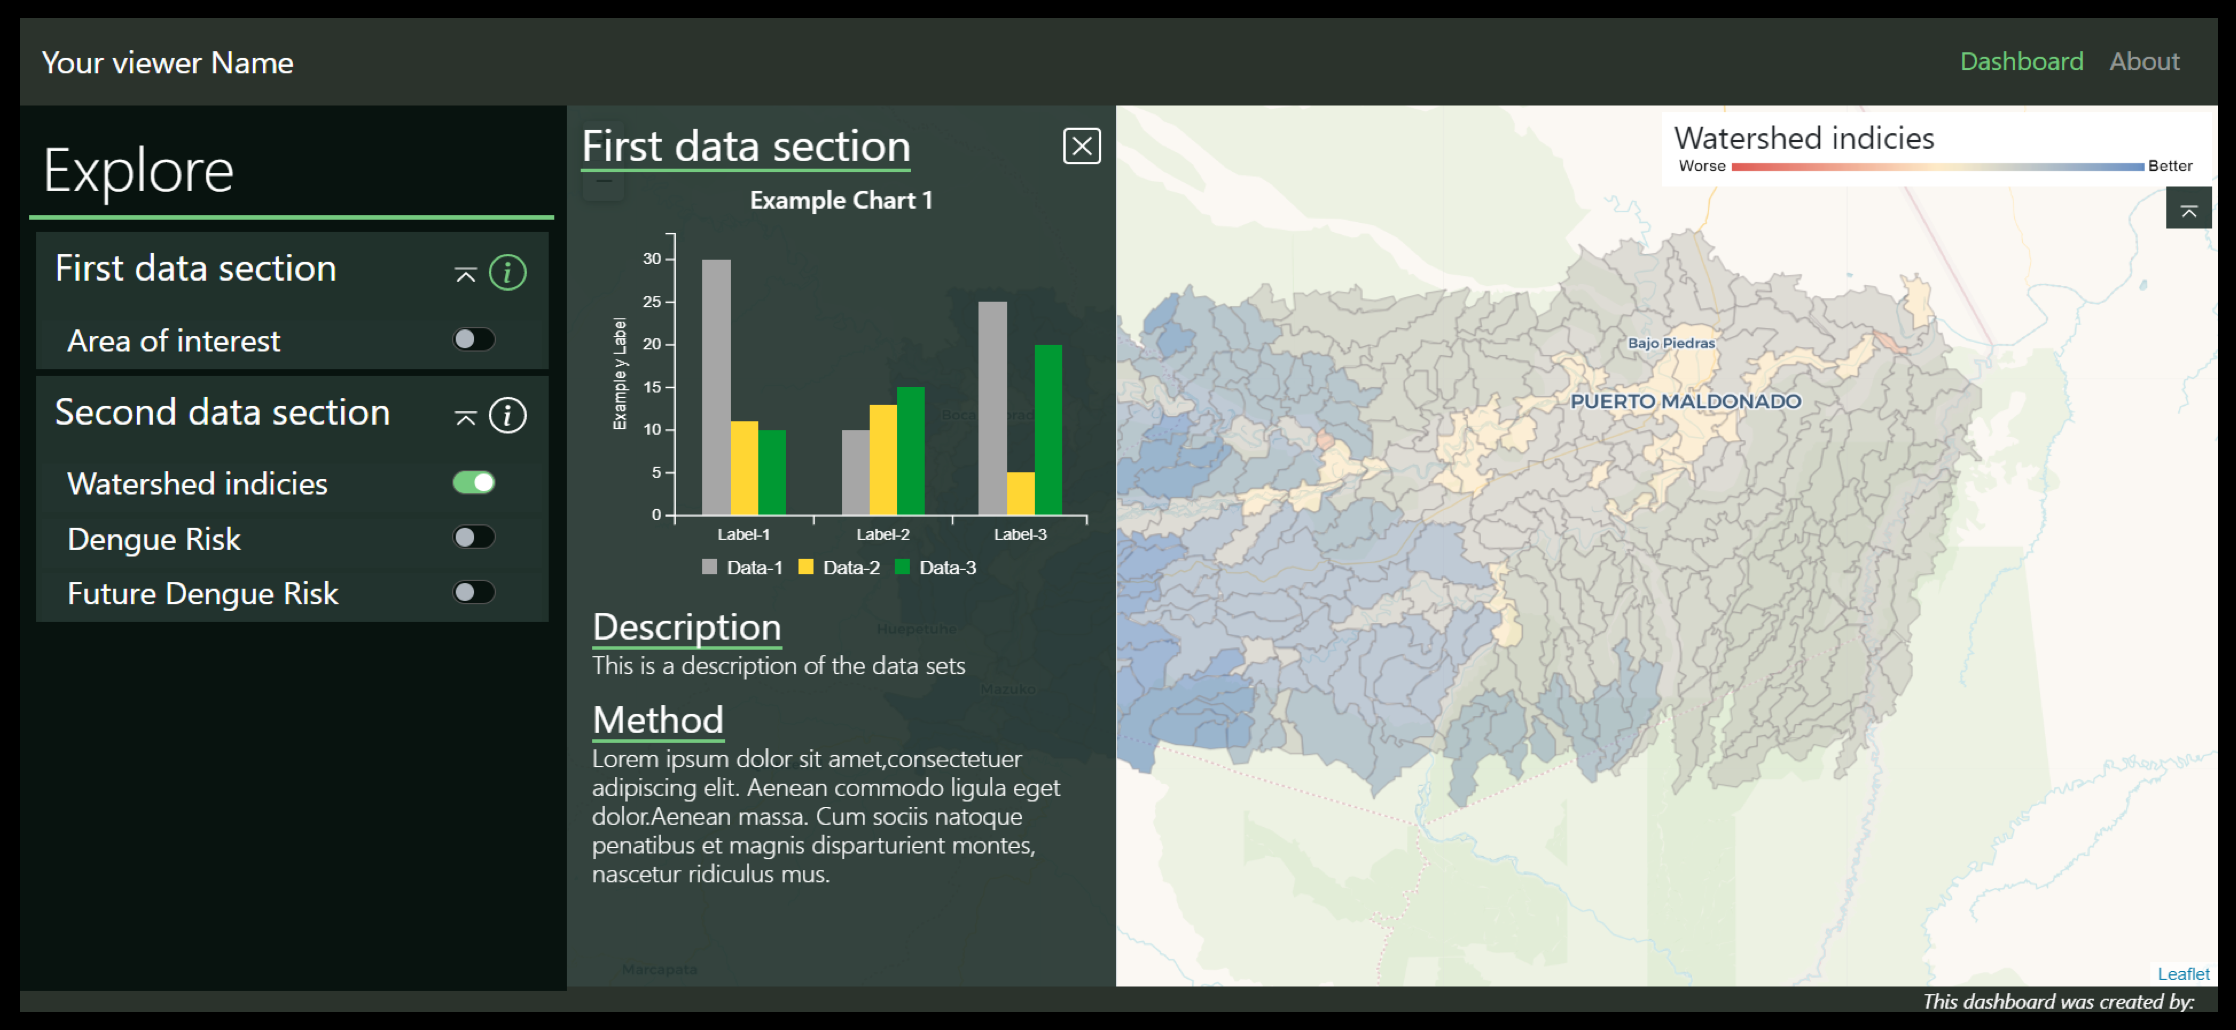 Your viewer Name
Dashboard About
Explore
First data section
Area of interest
Second data section
Watershed indicies
Dengue Risk
Future Dengue Risk
First data section
Example Chart 1
Example y Label
30
25
20
15
10
5
0
Label-1 Label-2 Label-3
Data-1 Data-2 Data-3
Description
This is a description of the data sets
Method
Lorem ipsum dolor sit amet,consectetuer
adipiscing elit. Aenean commodo ligula eget
dolor.Aenean massa. Cum sociis natoque
penatibus et magnis disparturient montes,
nascetur ridiculus mus.
Huepetuhe
Mazuko
Marcapata
Watershed indicies
Worse Better
Bajo Piedras
PUERTO MALDONADO
Leaflet
This dashboard was created by: